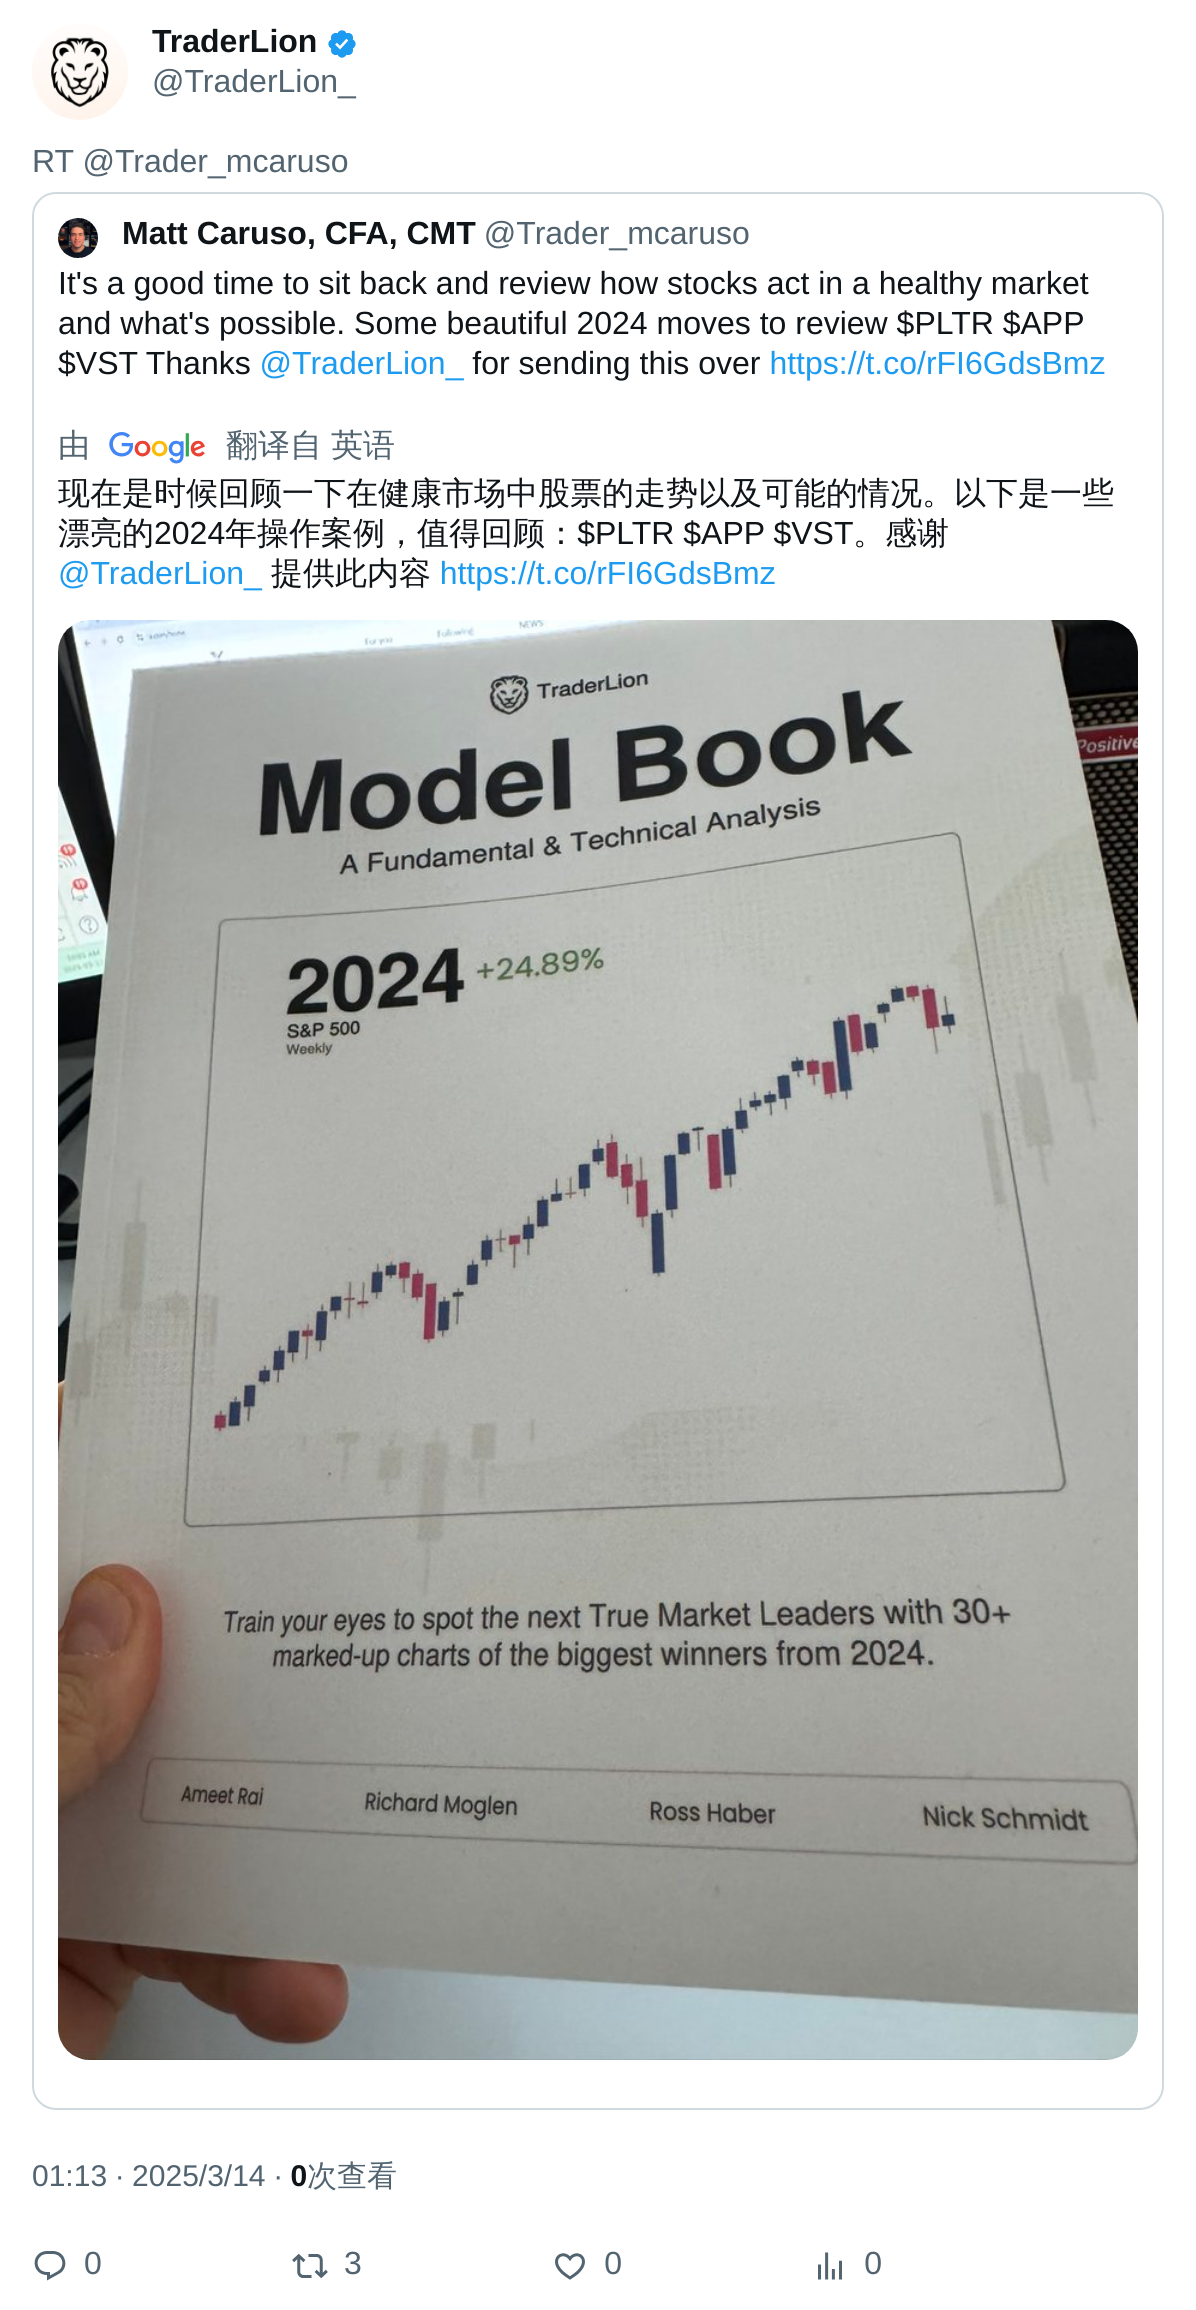 TraderLion
@TraderLion_
RT @Trader_mcaruso
Matt Caruso, CFA, CMT @Trader_mcaruso
It's a good time to sit back and review how stocks act in a healthy market
and what's possible. Some beautiful 2024 moves to review $PLTR $APP
$VST Thanks @TraderLion_ for sending this over https://t.co/rFI6GdsBmz
由 Google 翻译自 英语
现在是时候回顾一下在健康市场中股票的走势以及可能的情况。以下是一些
漂亮的2024年操作案例，值得回顾：$PLTR $APP $VST。感谢
@TraderLion_ 提供此内容 https://t.co/rFI6GdsBmz
For you Following NEWS
TraderLion
Model Book
Positive
A Fundamental & Technical Analysis
2024 +24.89%
S&P 500
Weekly
Train your eyes to spot the next True Market Leaders with 30+
marked-up charts of the biggest winners from 2024.
Ameet Rai Richard Moglen Ross Haber Nick Schmidt
01:13 · 2025/3/14 · 0次查看
0 3 0 0